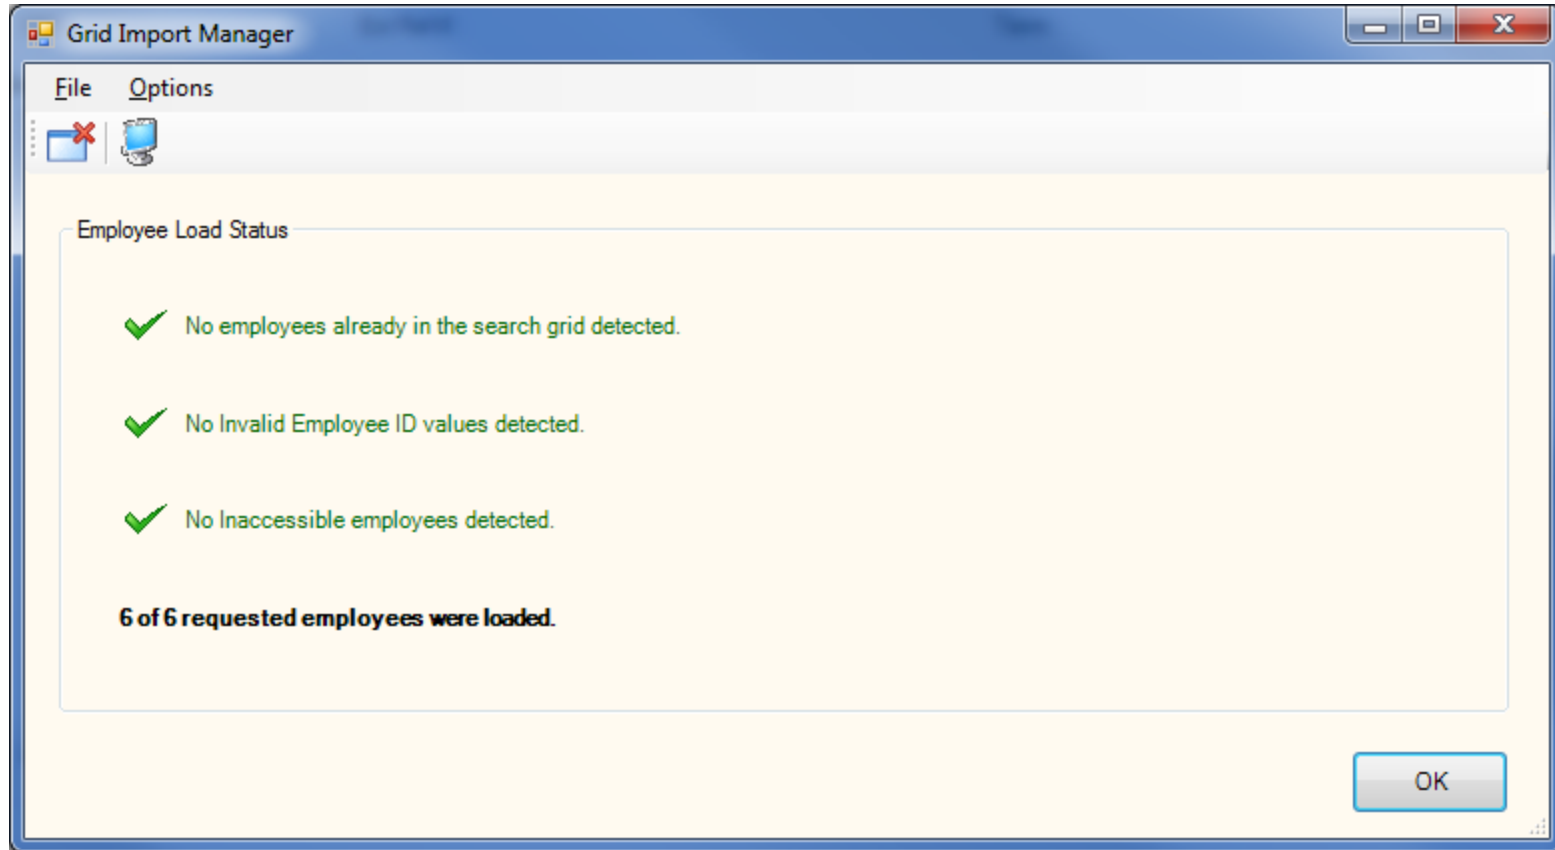 Grid Import Manager
File Options
Employee Load Status
No employees already in the search grid detected.
No Invalid Employee ID values detected.
No Inaccessible employees detected.
6 of 6 requested employees were loaded.
OK